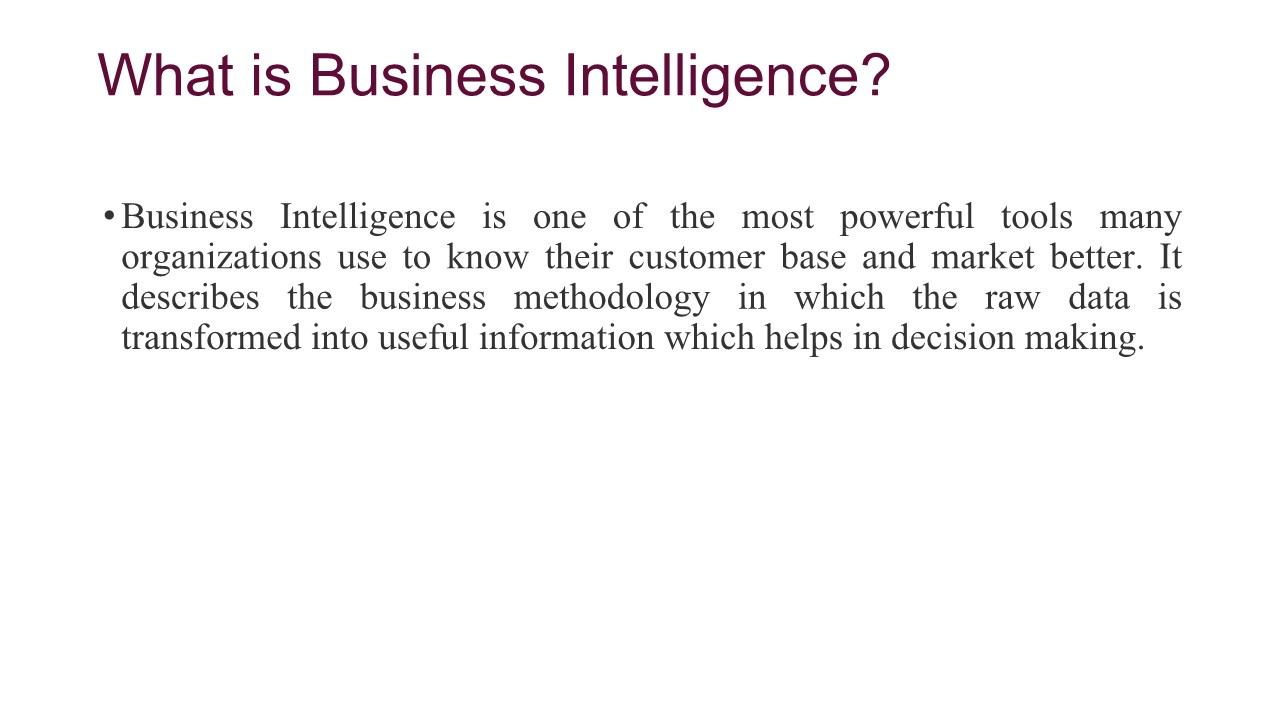 What is Business Intelligence?
• Business Intelligence is one of the most powerful tools many
organizations use to know their customer base and market better. It
describes the business methodology in which the raw data is
transformed into useful information which helps in decision making.